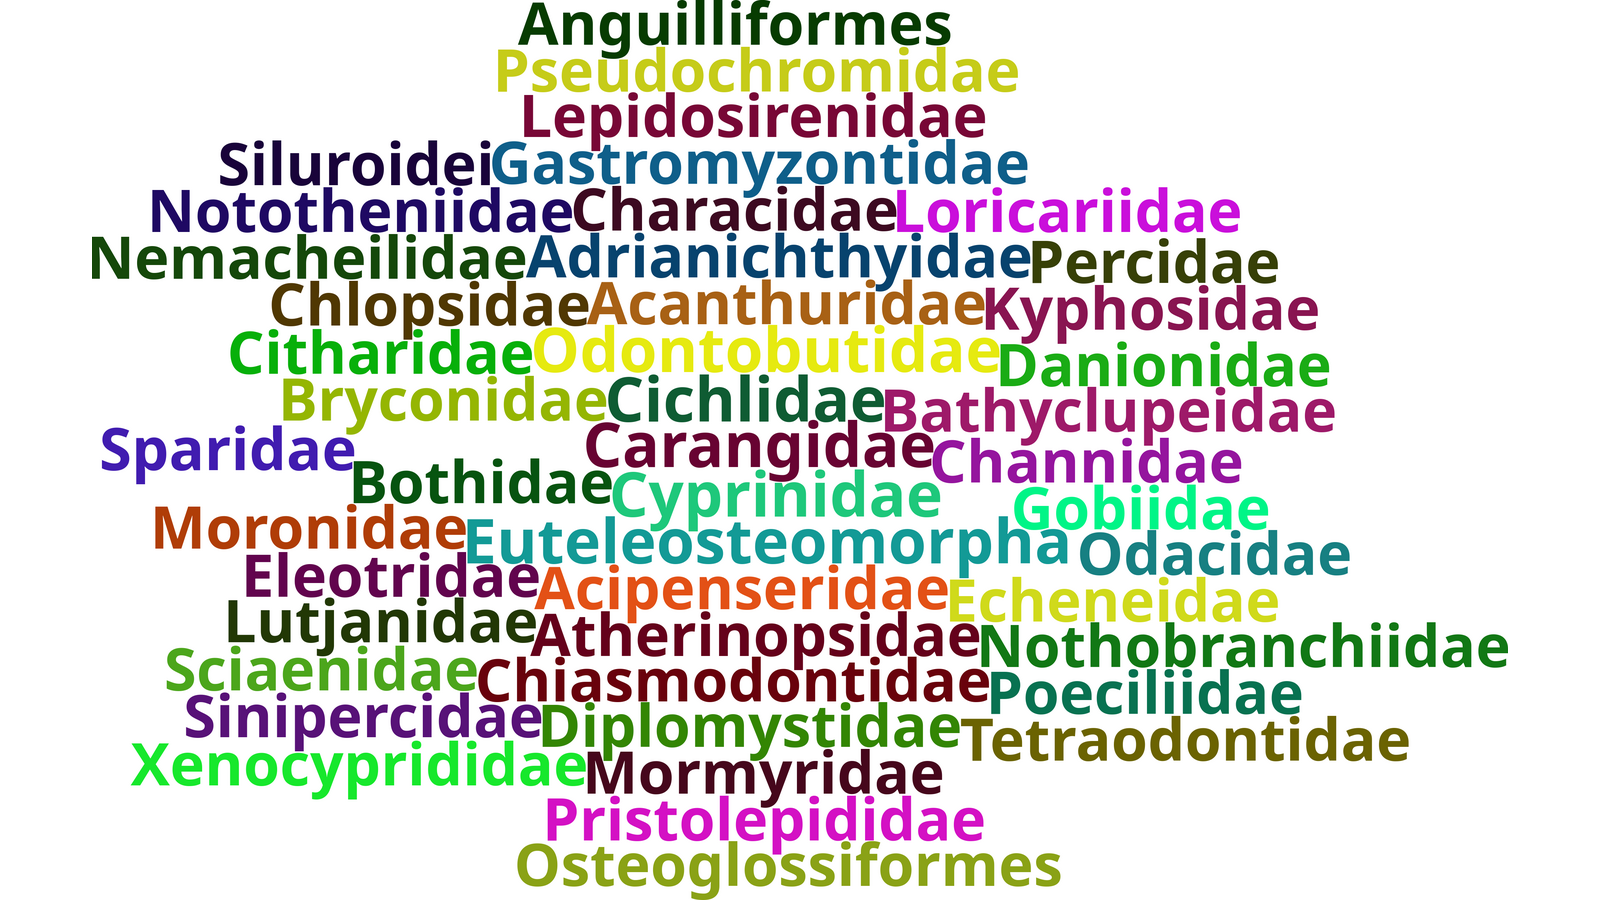 Anguilliformes
Pseudochromidae
Lepidosirenidae
Siluroidei Gastromyzontidae
Nototheniidae Characidae Loricariidae
Nemacheilidae Adrianichthyidae Percidae
Chlopsidae Acanthuridae Kyphosidae
Citharidae Odontobutidae Danionidae
Bryconidae Cichlidae Bathyclupeidae
Sparidae Carangidae Channidae
Bothidae Cyprinidae Gobiidae
Moronidae Euteleosteomorpha Odacidae
Eleotridae Acipenseridae Echeneidae
Lutjanidae Atherinopsidae Nothobranchiidae
Sciaenidae Chiasmodontidae Poeciliidae
Sinipercidae Diplomystidae Tetraodontidae
Xenocyprididae Mormyridae
Pristolepididae
Osteoglossiformes